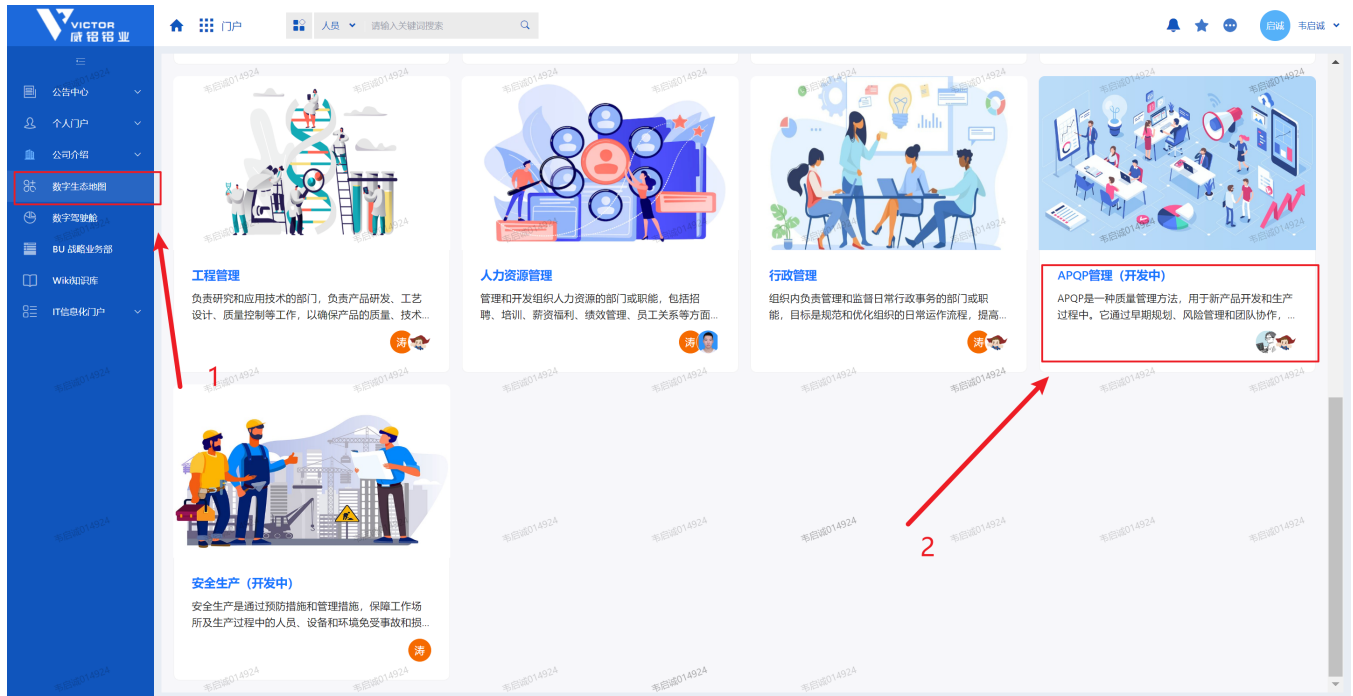 VICTOR
威铝铝业
门户
人员
请输入关键词搜索
启诚
韦启诚
公告中心
个人门户
公司介绍
数字生态地图
数字驾驶舱
BU 战略业务部
Wiki知识库
IT信息化门户
工程管理
负责研究和应用技术的部门，负责产品研发、工艺
设计、质量控制等工作，以确保产品的质量、技术...
涛
人力资源管理
管理和开发组织人力资源的部门或职能，包括招
聘、培训、薪资福利、绩效管理、员工关系等方面...
涛
行政管理
组织内负责管理和监督日常行政事务的部门或职
能，目标是规范和优化组织的日常运作流程，提高...
涛
APQP管理（开发中）
APQP是一种质量管理方法，用于新产品开发和生产
过程中。它通过早期规划、风险管理和团队协作，...
1
2
安全生产（开发中）
安全生产是通过预防措施和管理措施，保障工作场
所及生产过程中的人员、设备和环境免受事故和损...
涛
韦启诚014924